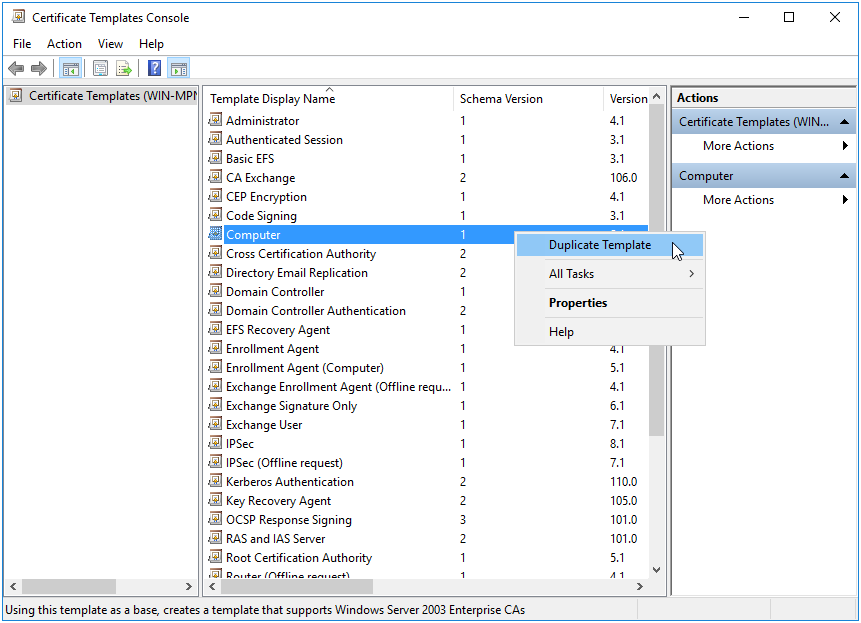 Certificate Templates Console
File Action View Help
Certificate Templates (WIN-MPN
Template Display Name Schema Version Version
Administrator 1 4.1
Authenticated Session 1 3.1
Basic EFS 1 3.1
CA Exchange 2 106.0
CEP Encryption 1 4.1
Code Signing 1 3.1
Computer 1
Cross Certification Authority 2
Directory Email Replication 2
Domain Controller 1
Domain Controller Authentication 2
EFS Recovery Agent 1
Enrollment Agent 1 4.1
Enrollment Agent (Computer) 1 5.1
Exchange Enrollment Agent (Offline requ... 1 4.1
Exchange Signature Only 1 6.1
Exchange User 1 7.1
IPSec 1 8.1
IPSec (Offline request) 1 7.1
Kerberos Authentication 2 110.0
Key Recovery Agent 2 105.0
OCSP Response Signing 3 101.0
RAS and IAS Server 2 101.0
Root Certification Authority 1 5.1
Router (Offline request) 1 4.1
Duplicate Template
All Tasks
Properties
Help
Actions
Certificate Templates (WIN...
More Actions
Computer
More Actions
Using this template as a base, creates a template that supports Windows Server 2003 Enterprise CAs